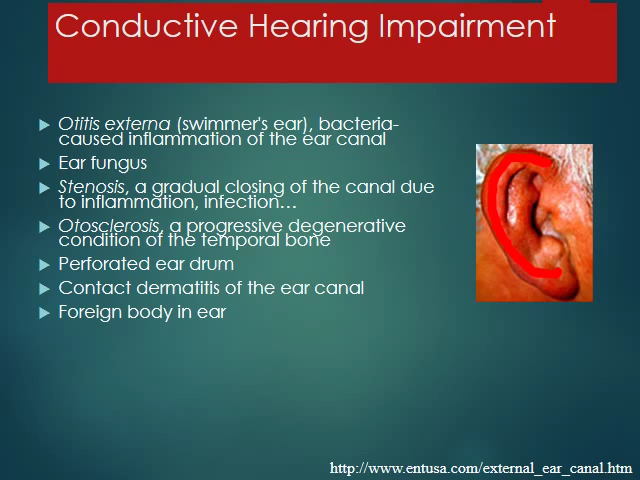 Conductive Hearing Impairment
Otitis externa (swimmer's ear), bacteria-
caused inflammation of the ear canal
Ear fungus
Stenosis, a gradual closing of the canal due
to inflammation, infection…
Otosclerosis, a progressive degenerative
condition of the temporal bone
Perforated ear drum
Contact dermatitis of the ear canal
Foreign body in ear
http://www.entusa.com/external_ear_canal.htm